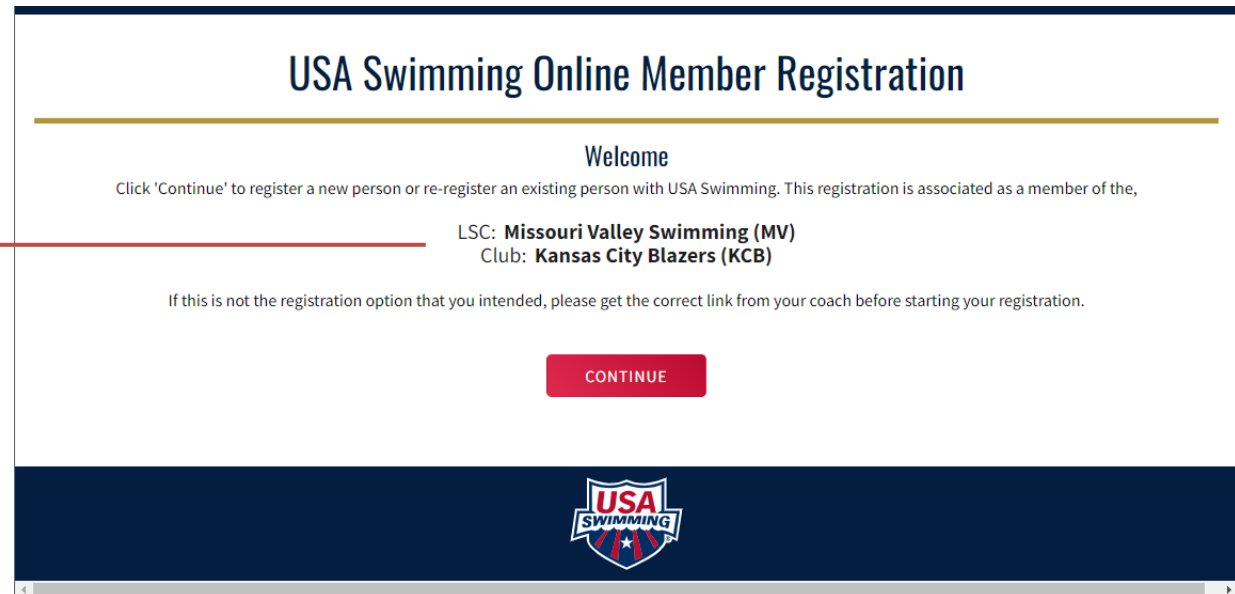 USA Swimming Online Member Registration
Welcome
Click 'Continue' to register a new person or re-register an existing person with USA Swimming. This registration is associated as a member of the,
LSC: Missouri Valley Swimming (MV)
Club: Kansas City Blazers (KCB)
If this is not the registration option that you intended, please get the correct link from your coach before starting your registration.
CONTINUE
USA
SWIMMING